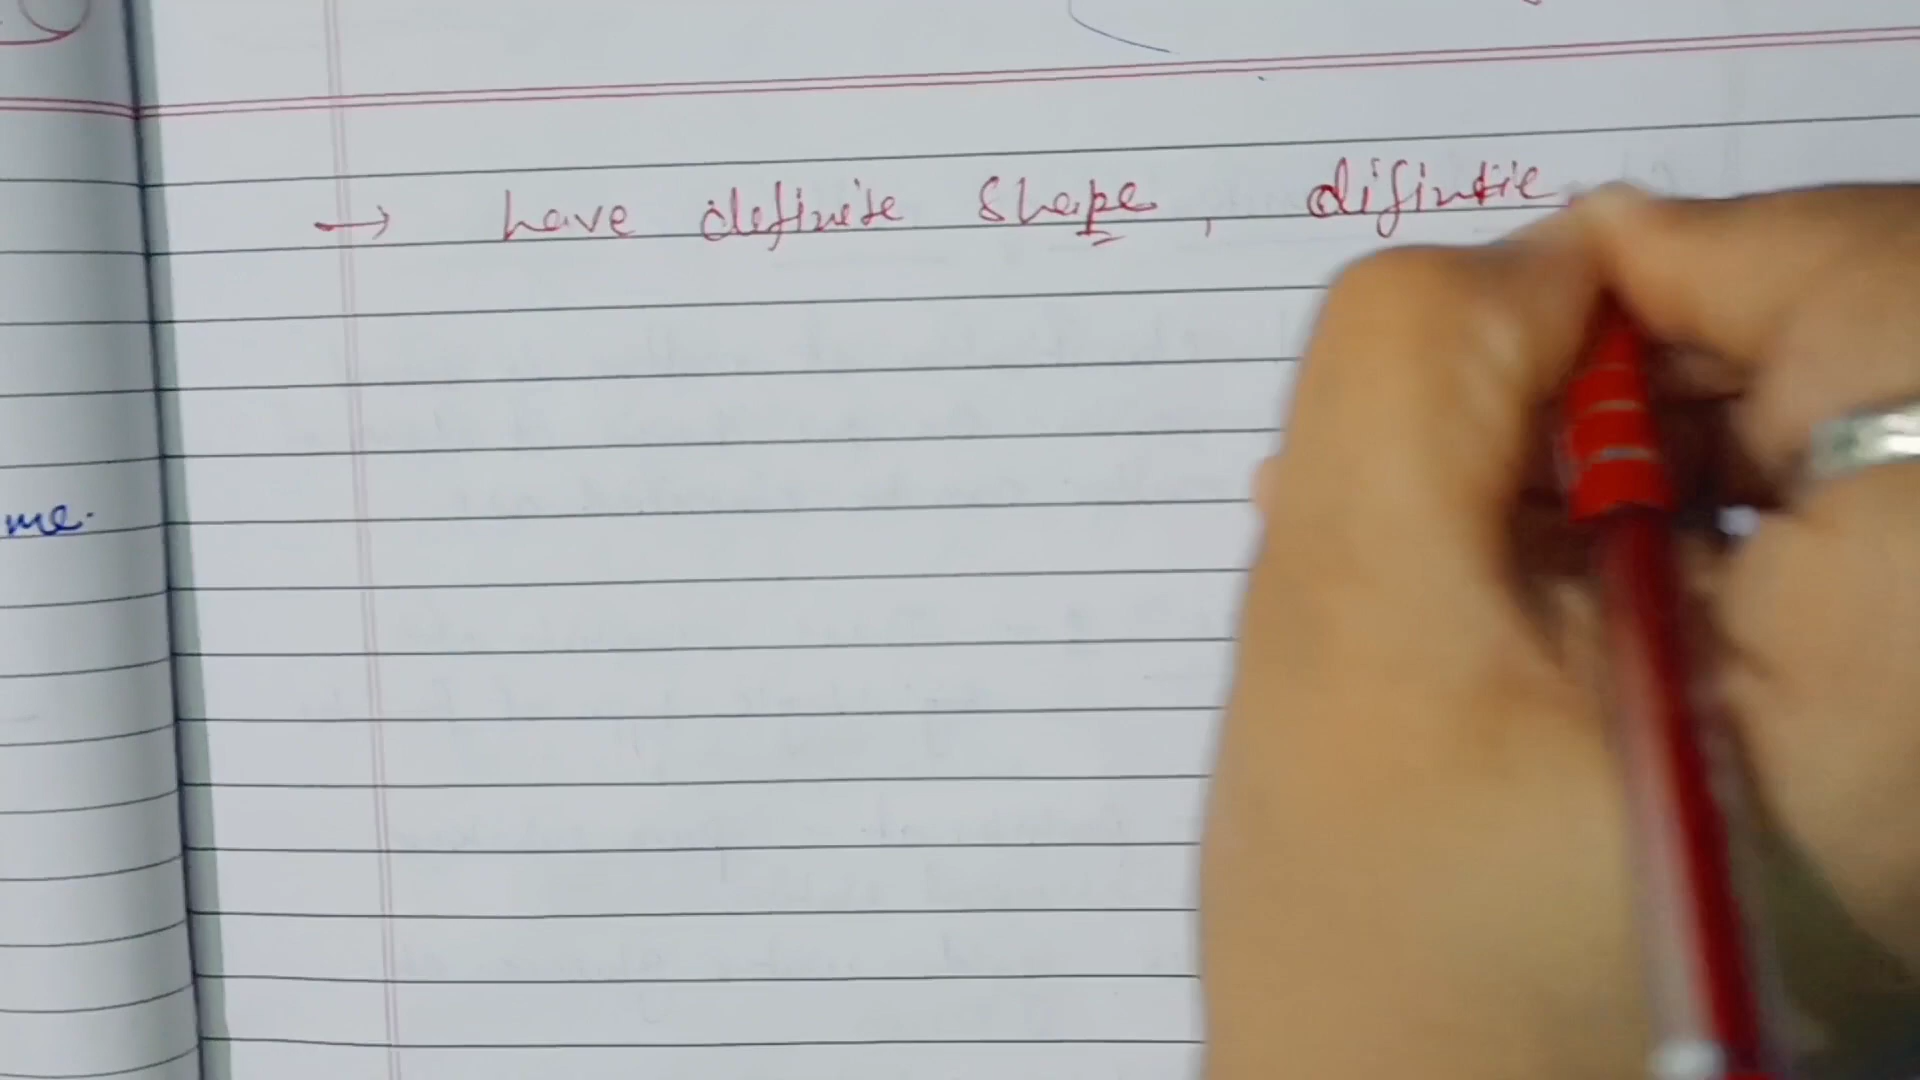 → have definite shape, difintie
me.